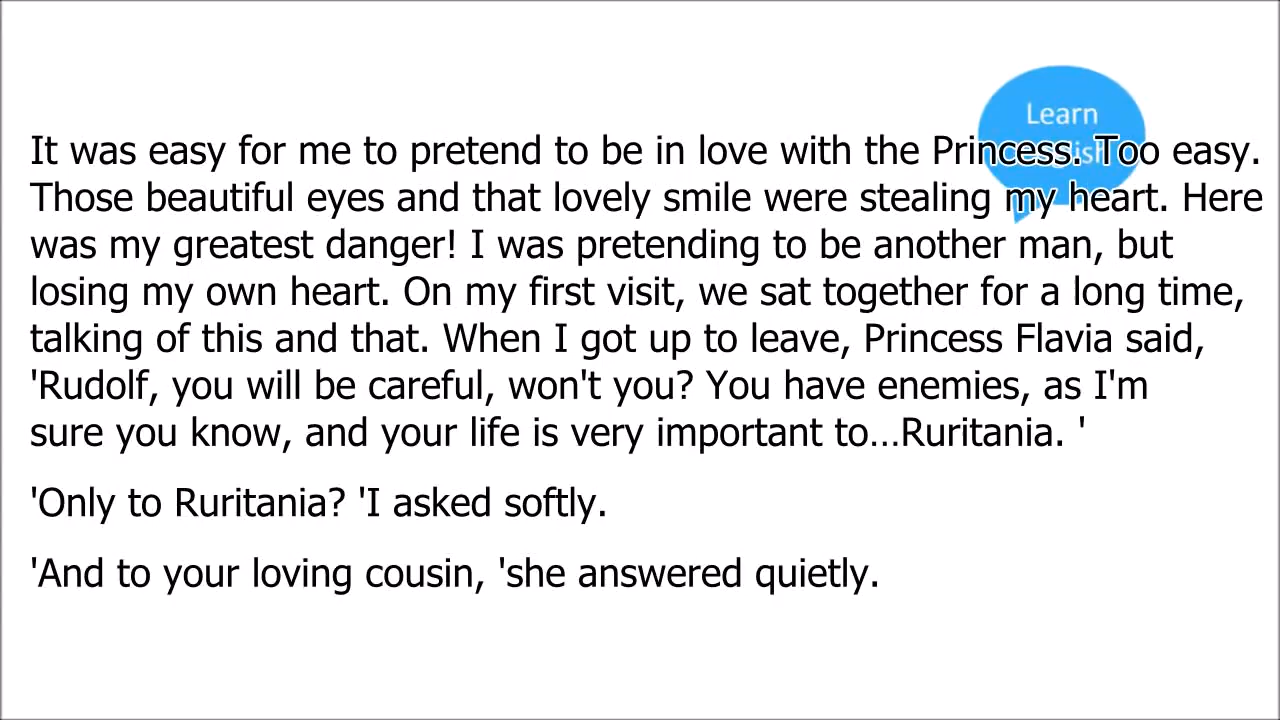 Learn
It was easy for me to pretend to be in love with the Princess. Too easy.
Those beautiful eyes and that lovely smile were stealing my heart. Here
was my greatest danger! I was pretending to be another man, but
losing my own heart. On my first visit, we sat together for a long time,
talking of this and that. When I got up to leave, Princess Flavia said,
'Rudolf, you will be careful, won't you? You have enemies, as I'm
sure you know, and your life is very important to…Ruritania. '
'Only to Ruritania? 'I asked softly.
'And to your loving cousin, 'she answered quietly.